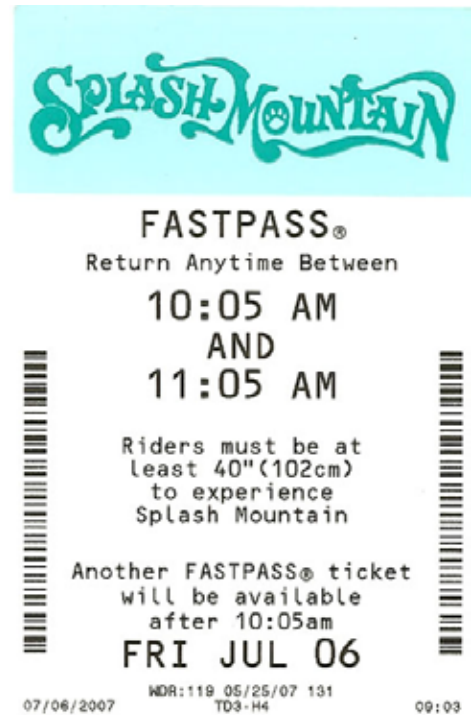 SPLASH MOUNTAIN
FASTPASS®
Return Anytime Between
10:05 AM
AND
11:05 AM
Riders must be at
least 40"(102cm)
to experience
Splash Mountain
Another FASTPASS® ticket
will be available
after 10:05am
FRI JUL 06
WDR:119 05/25/07 131
07/06/2007 TD3-H4 09:03